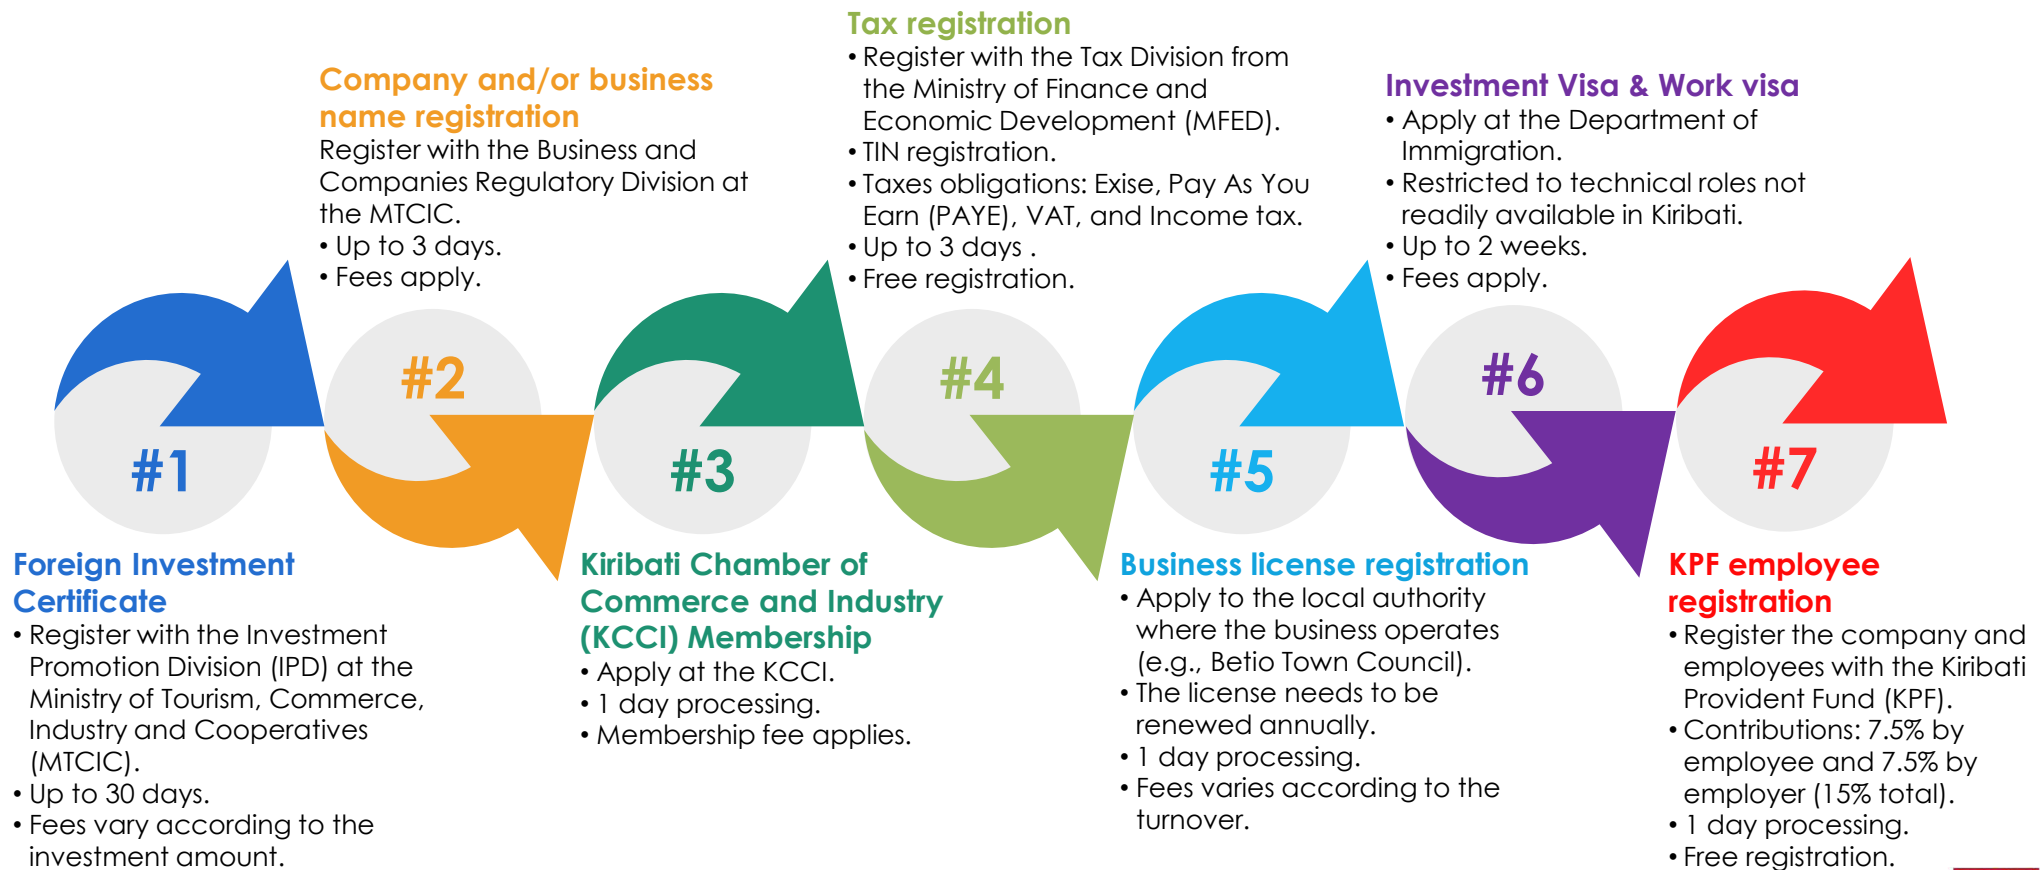 #1
Foreign Investment
Certificate
• Register with the Investment
Promotion Division (IPD) at the
Ministry of Tourism, Commerce,
Industry and Cooperatives
(MTCIC).
• Up to 30 days.
• Fees vary according to the
investment amount.
Company and/or business
name registration
Register with the Business and
Companies Regulatory Division at
the MTCIC.
• Up to 3 days.
• Fees apply.
#2
#3
Kiribati Chamber of
Commerce and Industry
(KCCI) Membership
• Apply at the KCCI.
• 1 day processing.
• Membership fee applies.
Tax registration
• Register with the Tax Division from
the Ministry of Finance and
Economic Development (MFED).
• TIN registration.
• Taxes obligations: Exise, Pay As You
Earn (PAYE), VAT, and Income tax.
• Up to 3 days .
• Free registration.
#4
#5
Business license registration
• Apply to the local authority
where the business operates
(e.g., Betio Town Council).
• The license needs to be
renewed annually.
• 1 day processing.
• Fees varies according to the
turnover.
Investment Visa & Work visa
• Apply at the Department of
Immigration.
• Restricted to technical roles not
readily available in Kiribati.
• Up to 2 weeks.
• Fees apply.
#6
#7
KPF employee
registration
• Register the company and
employees with the Kiribati
Provident Fund (KPF).
• Contributions: 7.5% by
employee and 7.5% by
employer (15% total).
• 1 day processing.
• Free registration.